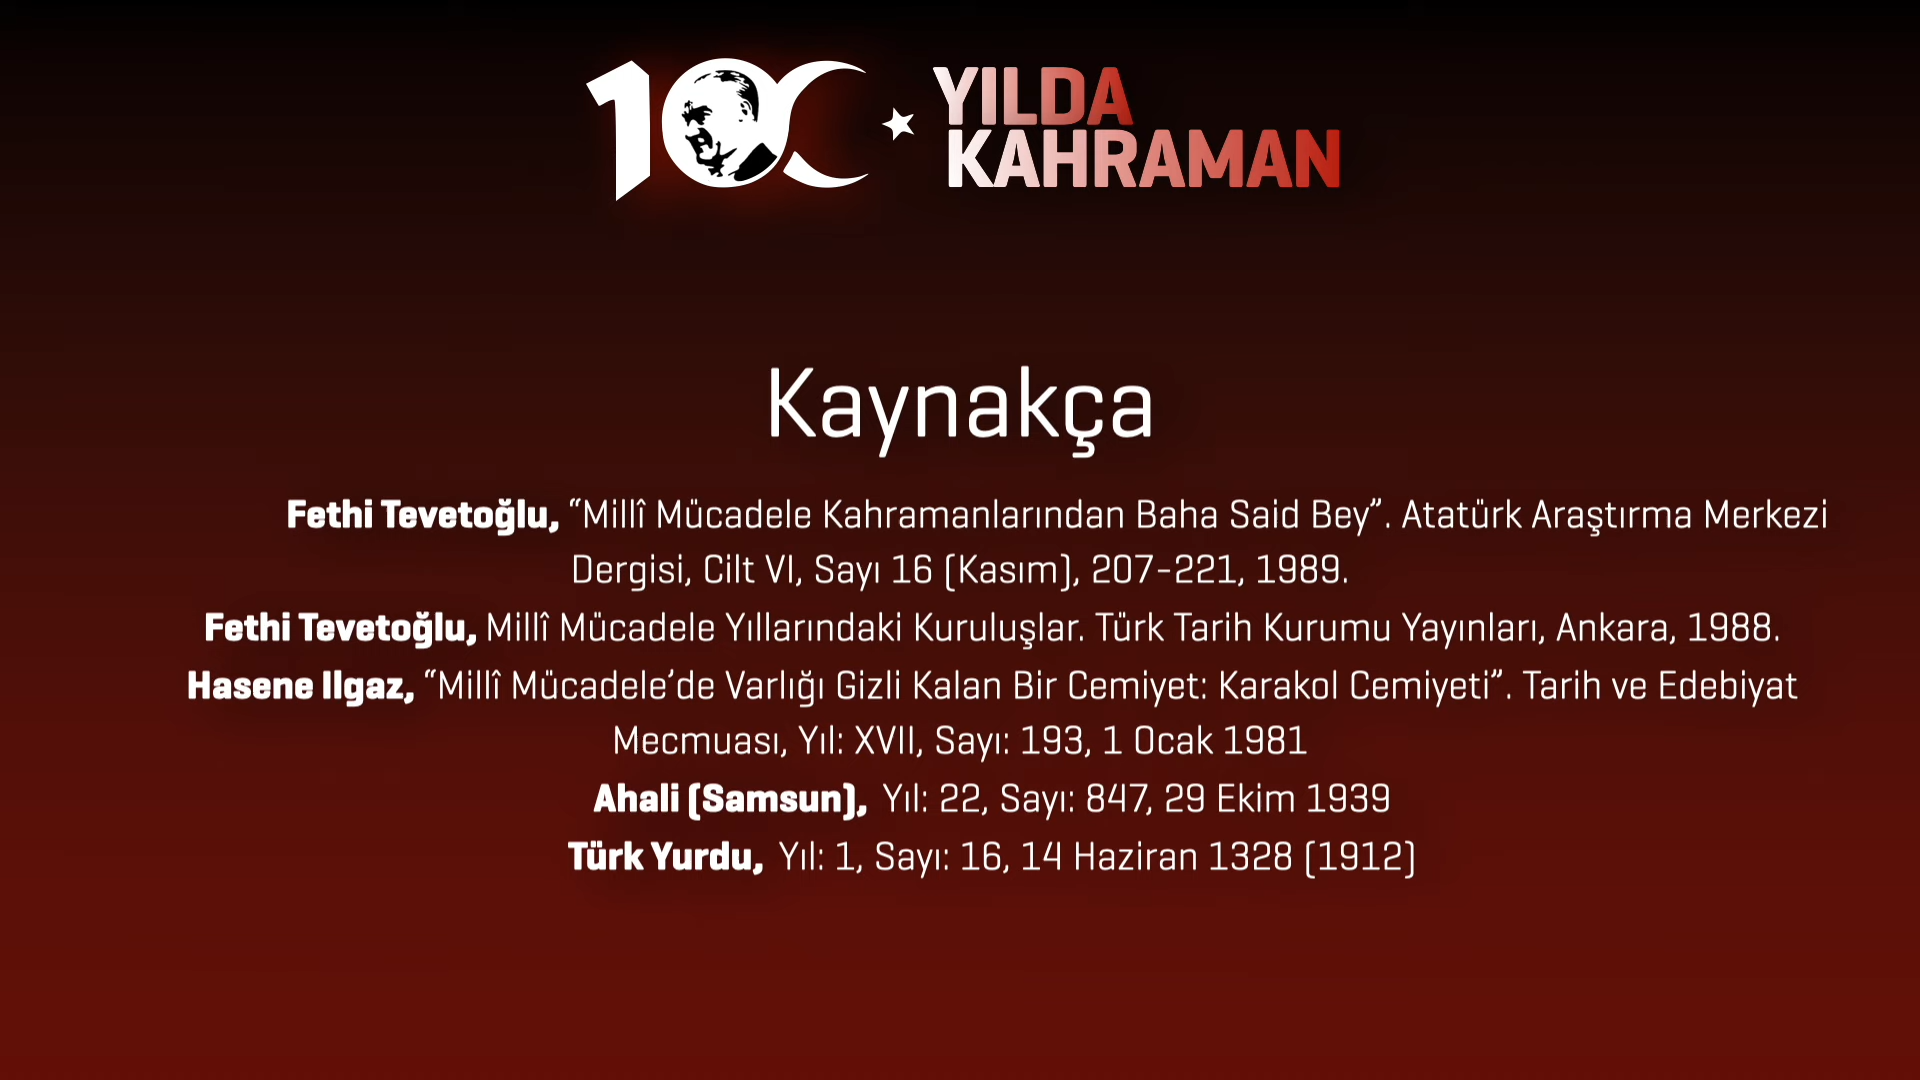 100 YILDA
KAHRAMAN
Kaynakça
Fethi Tevetoğlu, “Millî Mücadele Kahramanlarından Baha Said Bey”. Atatürk Araştırma Merkezi
Dergisi, Cilt VI, Sayı 16 (Kasım), 207-221, 1989.
Fethi Tevetoğlu, Millî Mücadele Yıllarındaki Kuruluşlar. Türk Tarih Kurumu Yayınları, Ankara, 1988.
Hasene Ilgaz, “Millî Mücadele’de Varlığı Gizli Kalan Bir Cemiyet: Karakol Cemiyeti”. Tarih ve Edebiyat
Mecmuası, Yıl: XVII, Sayı: 193, 1 Ocak 1981
Ahali (Samsun), Yıl: 22, Sayı: 847, 29 Ekim 1939
Türk Yurdu, Yıl: 1, Sayı: 16, 14 Haziran 1328 (1912)